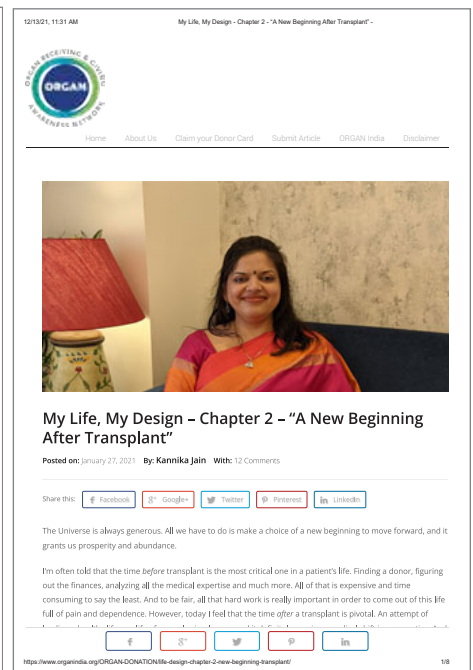 12/13/21, 11:31 AM My Life, My Design - Chapter 2 - "A New Beginning After Transplant" -
ORGAN RECEIVING & GIVING
ORGAN
AWARENESS NETWORK
Home About Us Claim your Donor Card Submit Article ORGAN India Disclaimer
My Life, My Design – Chapter 2 – “A New Beginning
After Transplant”
Posted on: January 27, 2021 By: Kannika Jain With: 12 Comments
Share this: Facebook Google+ Twitter Pinterest LinkedIn
The Universe is always generous. All we have to do is make a choice of a new beginning to move forward, and it
grants us prosperity and abundance.
I'm often told that the time before transplant is the most critical one in a patient's life. Finding a donor, figuring
out the finances, analyzing all the medical expertise and much more. All of that is expensive and time
consuming to say the least. And to be fair, all that hard work is really important in order to come out of this life
full of pain and dependence. However, today I feel that the time after a transplant is pivotal. An attempt of
https://www.organindia.org/ORGAN-DONATION/life-design-chapter-2-new-beginning-transplant/ 1/8